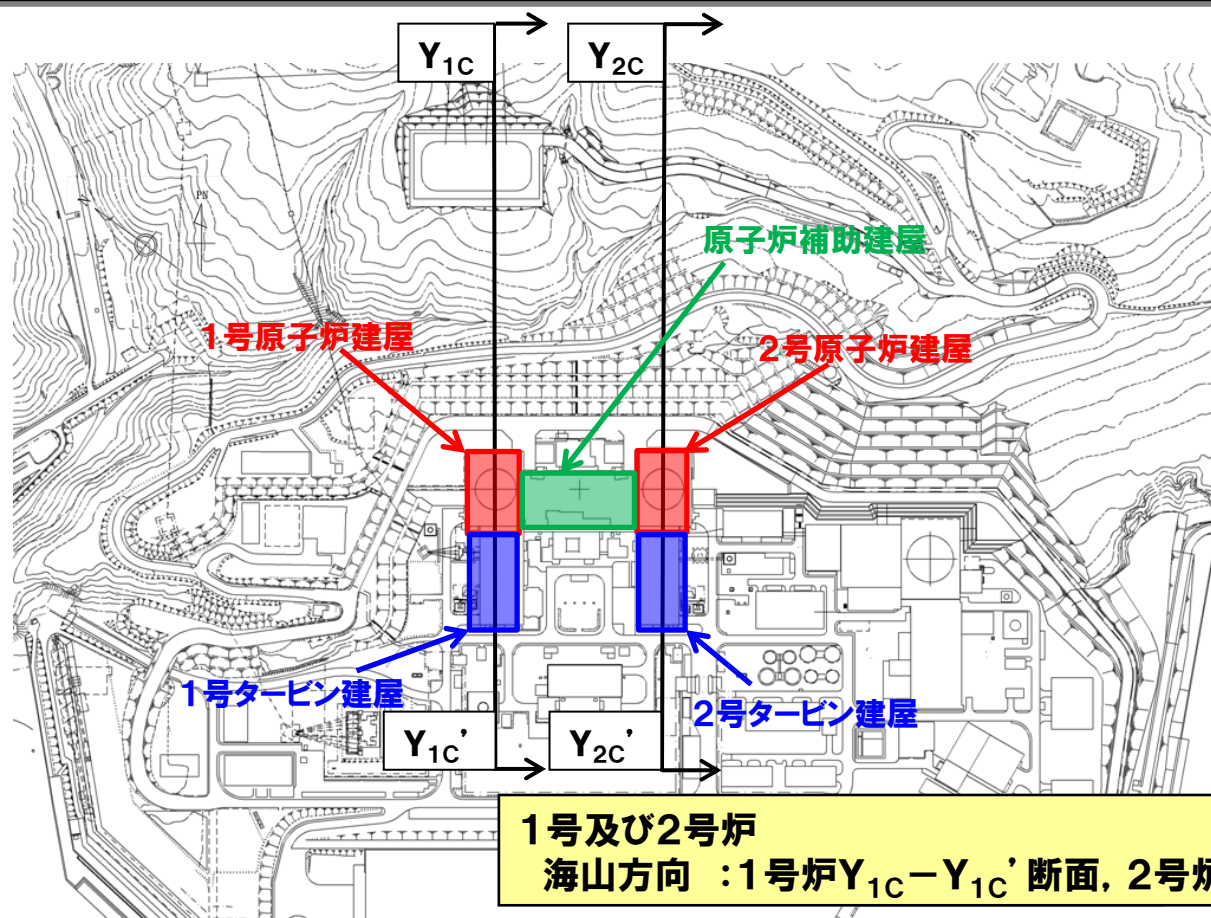 Y1C
Y2C
PN
原子炉補助建屋
1号原子炉建屋
2号原子炉建屋
1号タービン建屋
2号タービン建屋
Y1C'
Y2C'
1号及び2号炉
海山方向 :1号炉Y1C-Y1C'断面, 2号炉